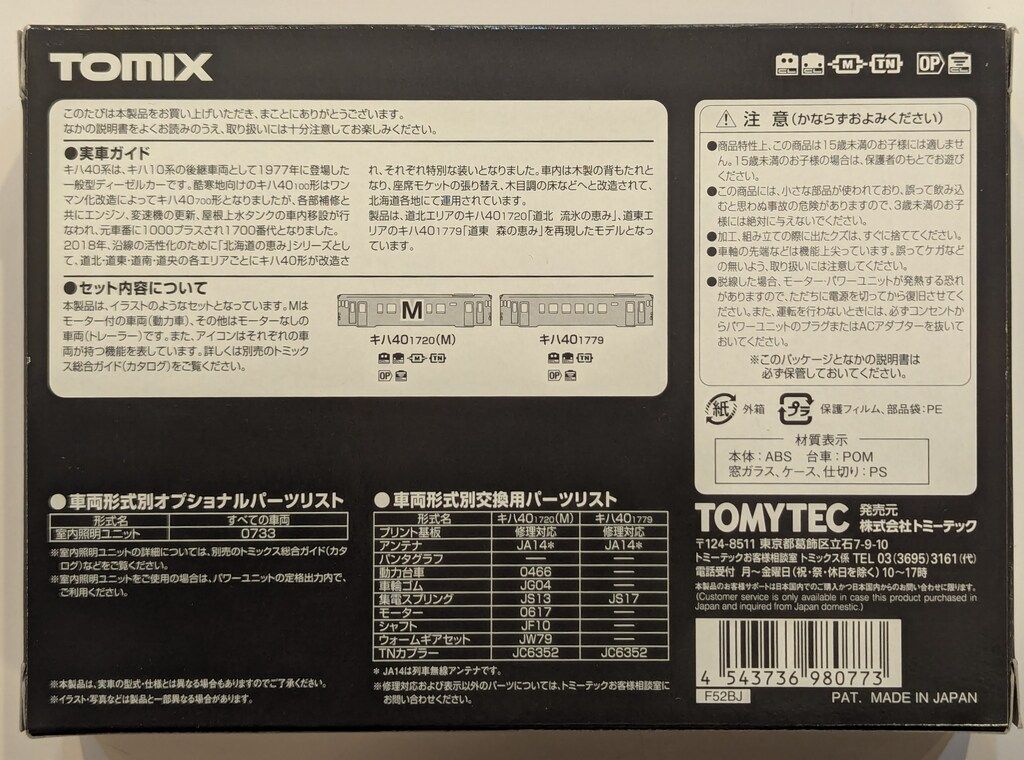 TOMIX
CL CL M TN OP
このたびは本製品をお買い上げいただき、まことにありがとうございます。
なかの説明書をよくお読みのうえ、取り扱いには十分注意してお楽しみください。
●実車ガイド
キハ40系は、キハ10系の後継車両として1977年に登場した
一般型ディーゼルカーです。酷寒地向けのキハ40100形はワン
マン化改造によってキハ40700形となりましたが、各部補修と
共にエンジン、変速機の更新、屋根上水タンクの車内移設が行
なわれ、元車番に1000プラスされ1700番代となりました。
2018年、沿線の活性化のために「北海道の恵み」シリーズとし
て、道北・道東・道南・道央の各エリアごとにキハ40形が改造さ
れ、それぞれ特別な装いとなりました。車内は木製の背もたれと
なり、座席モケットの張り替え、木目調の床などへと改造されて、
北海道各地にて運用されています。
製品は、道北エリアのキハ401720「道北 流氷の恵み」、道東エ
リアのキハ401779「道東 森の恵み」を再現したモデルとなっ
ています。
●セット内容について
本製品は、イラストのようなセットとなっています。Mは
モーター付の車両(動力車)、その他はモーターなしの
車両(トレーラー)です。また、アイコンはそれぞれの車
両が持つ機能を表しています。詳しくは別売のトミック
ス総合ガイド(カタログ)をご覧ください。
M
キハ401720(M)
キハ401779
M TN
TN
OP
OP
⚠ 注 意(かならずおよみください)
●商品特性上、この商品は15歳未満のお子様には適しませ
ん。15歳未満のお子様の場合は、保護者のもとでお遊び
ください。
●この商品には、小さな部品が使われており、誤って飲み込
むと思わぬ事故の危険がありますので、3歳未満のお子
様には絶対に与えないでください。
●加工、組み立ての際に出たクズは、すぐに捨ててください。
●車軸の先端などは機能上尖っています。誤ってケガなど
の無いよう、取り扱いには注意してください。
●脱線した場合、モーター・パワーユニットが発熱する恐れ
がありますので、ただちに電源を切ってから復旧させてく
ださい。また、運転を行わないときは、必ずコンセントか
らパワーユニットのプラグまたはACアダプターを抜いて
おいてください。
※このパッケージとなかの説明書は
必ず保管しておいてください。
紙 外箱 プラ 保護フィルム、部品袋:PE
材質表示
本体:ABS 台車:POM
窓ガラス、ケース、仕切り:PS
●車両形式別オプショナルパーツリスト
形式名 すべての車両
室内照明ユニット 0733
※室内照明ユニットの詳細については、別売のトミックス総合ガイド(カタ
ログ)などをご覧ください。
※室内照明ユニットをご使用の場合は、パワーユニットの定格出力内で、
ご利用ください。
※本製品は、実車の型式・仕様とは異なる場合もありますのでご了承ください。
※イラスト・写真などは製品と一部異なる場合があります。
●車両形式別交換用パーツリスト
形式名 キハ401720(M) キハ401779
プリント基板 修理対応 修理対応
アンテナ JA14* JA14*
パンタグラフ — —
動力台車 0466 —
車輪ゴム JG04 —
集電スプリング JS13 JS17
モーター 0617 —
シャフト JF10 —
ウォームギアセット JW79 —
TNカプラー JC6352 JC6352
* JA14は列車無線アンテナです。
※修理対応および表示以外のパーツについては、トミーテックお客様相談室に
お問い合わせください。
TOMYTEC 発売元
株式会社トミーテック
〒124-8511 東京都葛飾区立石7-9-10
トミーテックお客様相談室 トミックス係 TEL 03(3695)3161(代)
電話受付 月〜金曜日(祝・祭・休日を除く)10〜17時
本製品のお客様サポートは日本国内でのご購入かつ日本国内からのお問い合わせに限ります。
(Customer service is only available in case this product purchased in
Japan and inquired from Japan domestic.)
4 543736 980773
F52BJ
PAT. MADE IN JAPAN